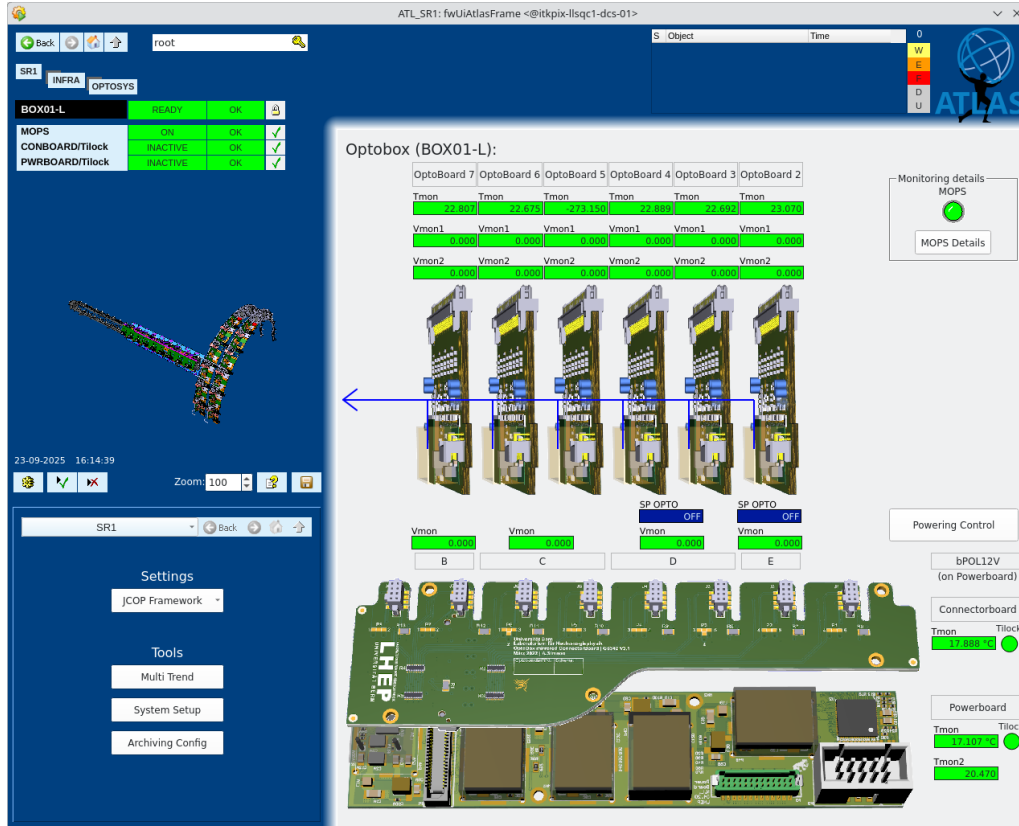 ATL_SR1: fwUiAtlasFrame <@itkpix-llsqc1-dcs-01>
Back
root
S Object Time
0
W
E
F
D
U
ATLAS
SR1
INFRA
OPTOSYS
BOX01-L READY OK
MOPS ON OK
CONBOARD/Tilock INACTIVE OK
PWRBOARD/Tilock INACTIVE OK
23-09-2025 16:14:39
Zoom: 100
SR1 Back
Settings
JCOP Framework
Tools
Multi Trend
System Setup
Archiving Config
Optobox (BOX01-L):
OptoBoard 7 OptoBoard 6 OptoBoard 5 OptoBoard 4 OptoBoard 3 OptoBoard 2
Tmon Tmon Tmon Tmon Tmon Tmon
22.807 22.675 -273.150 22.889 22.692 23.070
Vmon1 Vmon1 Vmon1 Vmon1 Vmon1 Vmon1
0.000 0.000 0.000 0.000 0.000 0.000
Vmon2 Vmon2 Vmon2 Vmon2 Vmon2 Vmon2
0.000 0.000 0.000 0.000 0.000 0.000
Monitoring details
MOPS
MOPS Details
SP OPTO SP OPTO
OFF OFF
Vmon Vmon Vmon Vmon
0.000 0.000 0.000 0.000
B C D E
Powering Control
bPOL12V
(on Powerboard)
Connectorboard
Tmon Tilock
17.888 °C
Powerboard
Tmon Tiloc
17.107 °C
Tmon2
20.470
LHEP